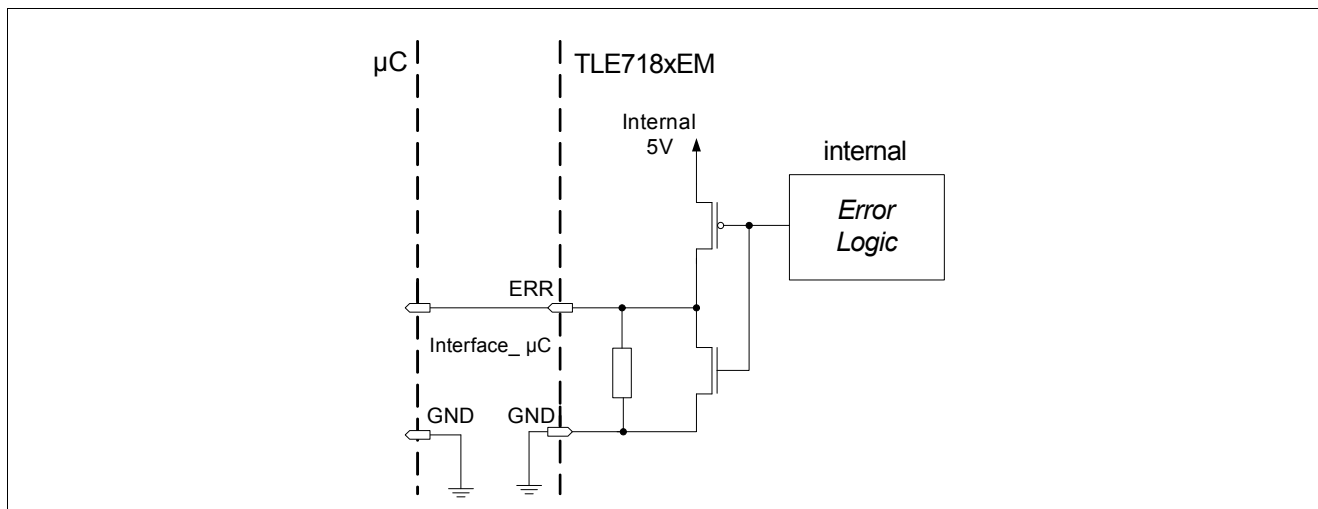 µC
TLE718xEM
Internal
5V
internal
Error
Logic
ERR
Interface_ µC
GND
GND